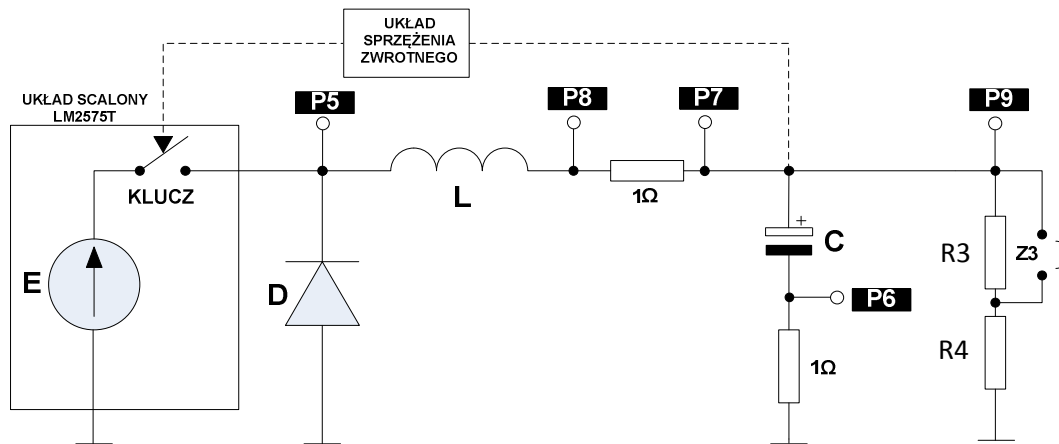 UKŁAD
SPRZĘŻENIA
ZWROTNEGO
UKŁAD SCALONY
LM2575T
P5
P8
P7
P9
KLUCZ
L
1Ω
+
C
R3
Z3
E
D
P6
R4
1Ω